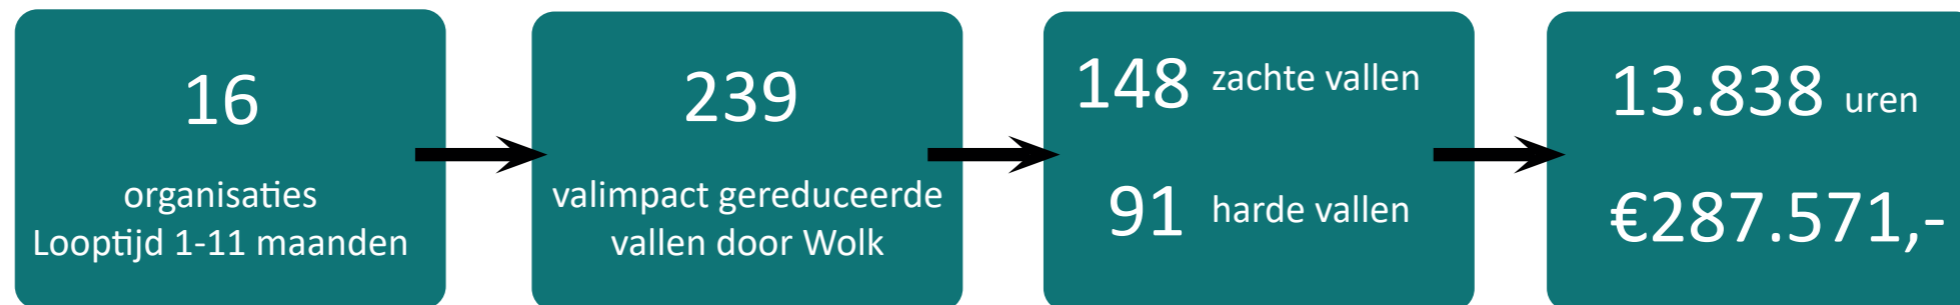 16
organisaties
Looptijd 1-11 maanden
239
valimpact gereduceerde
vallen door Wolk
148 zachte vallen
91 harde vallen
13.838 uren
€287.571,-